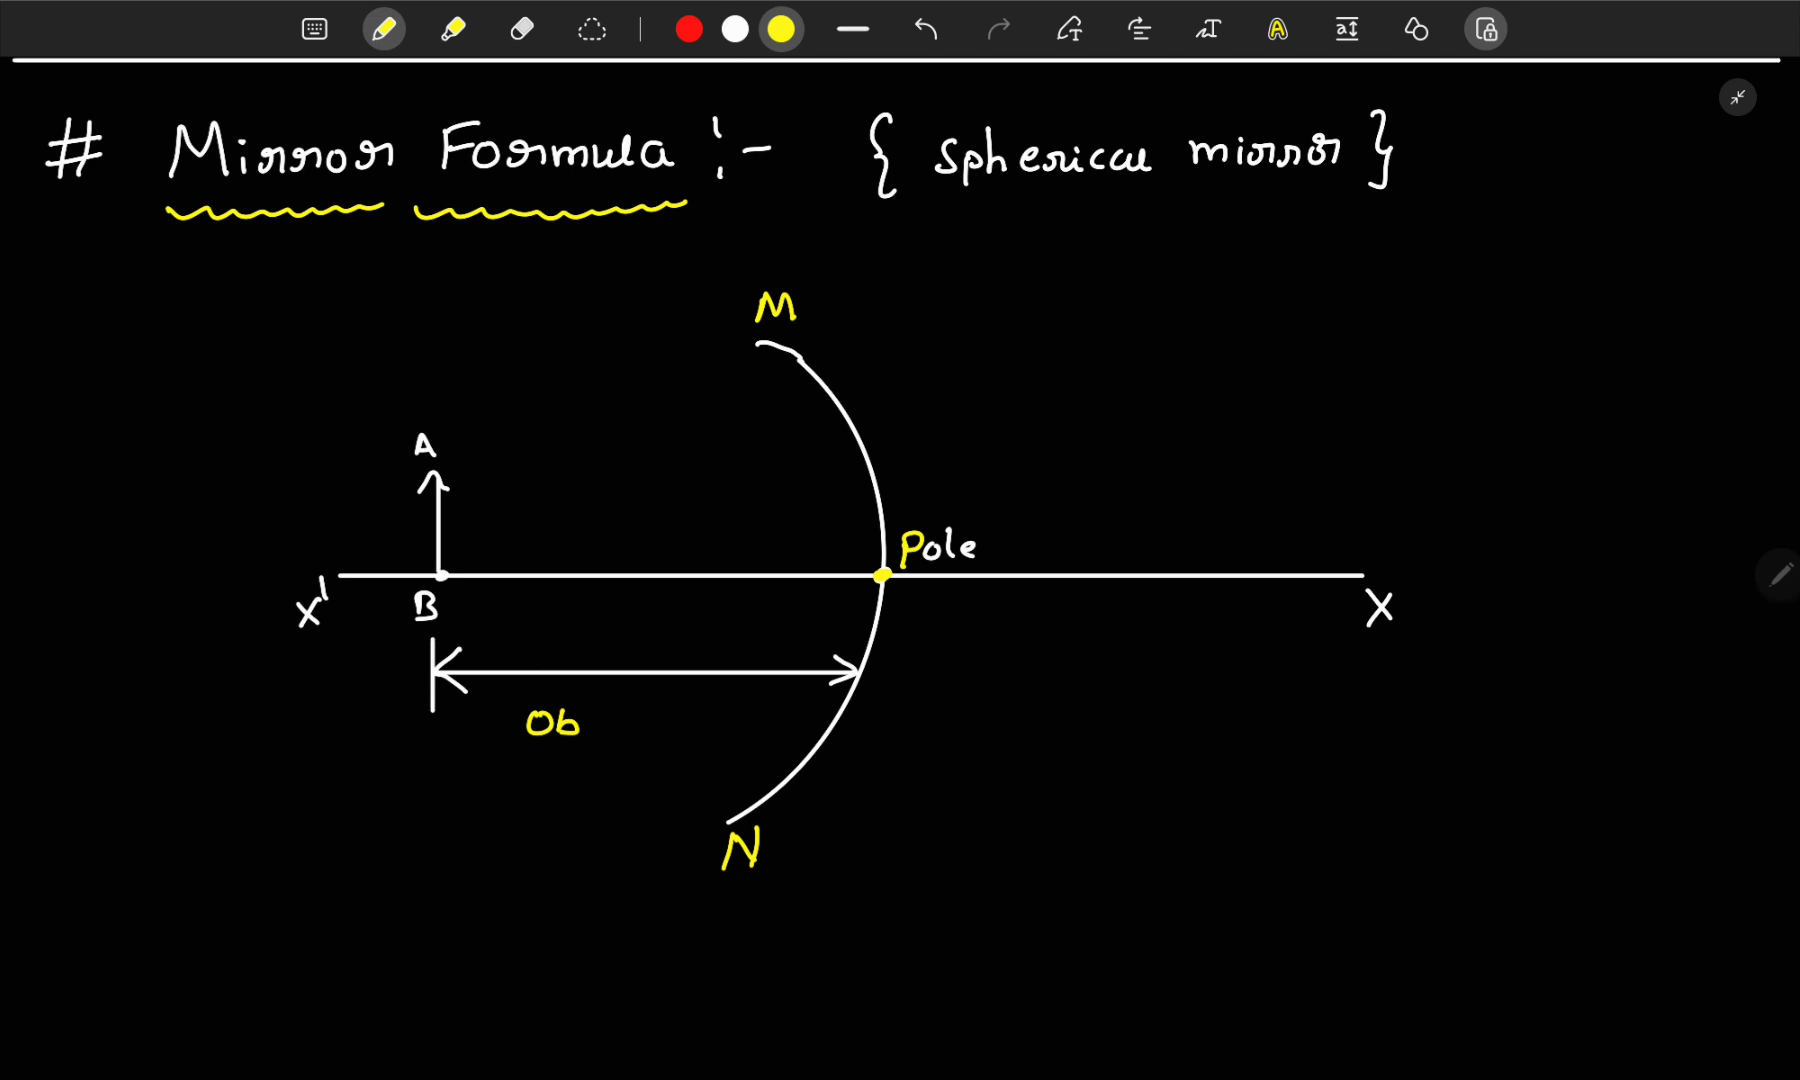 # Mirror Formula :- { spherical mirror }
M
A
Pole
X' B X
Ob
N